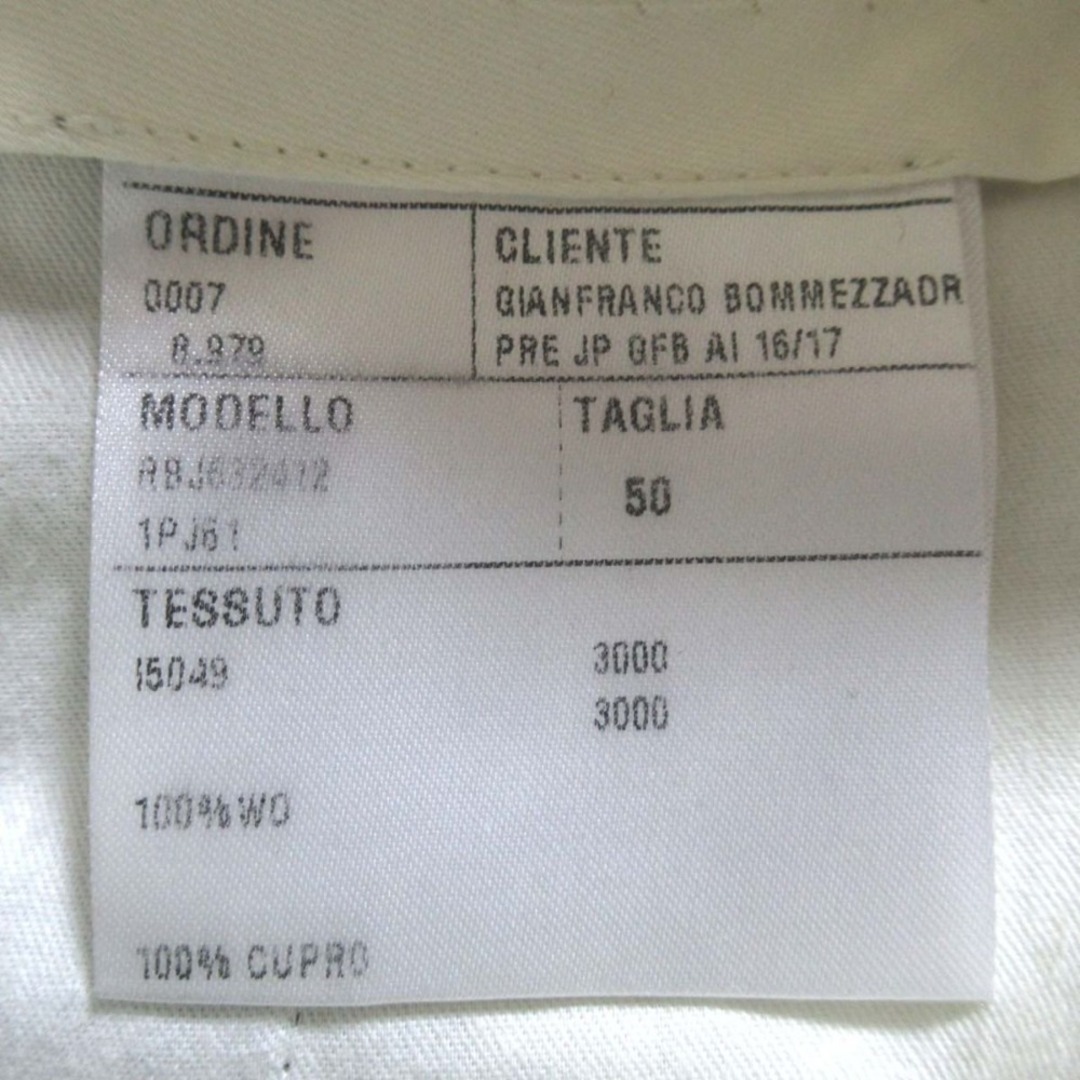 ORDINE
0007
8.979
CLIENTE
GIANFRANCO BOMMEZZADR
PRE JP GFB AI 16/17
MODELLO
1PJ61
TAGLIA
50
TESSUTO
I5049
3000
3000
100% WO
100% CUPRO